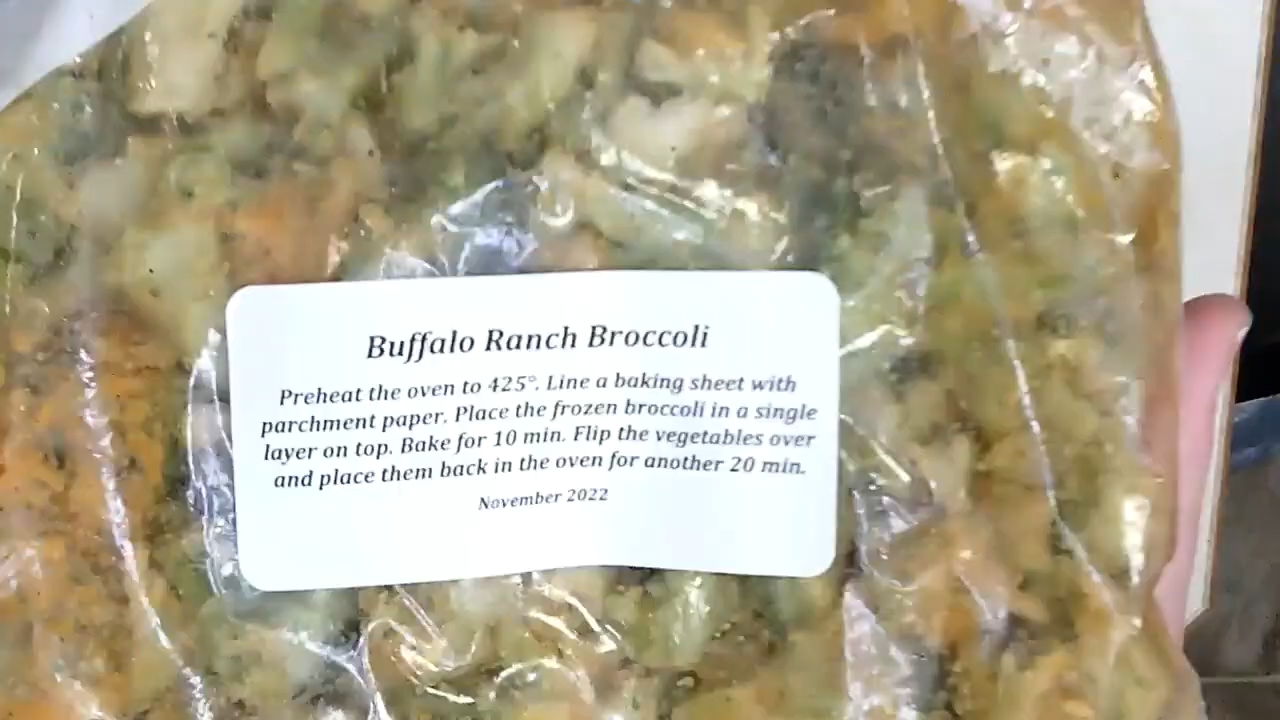 Buffalo Ranch Broccoli
Preheat the oven to 425°. Line a baking sheet with
parchment paper. Place the frozen broccoli in a single
layer on top. Bake for 10 min. Flip the vegetables over
and place them back in the oven for another 20 min.
November 2022